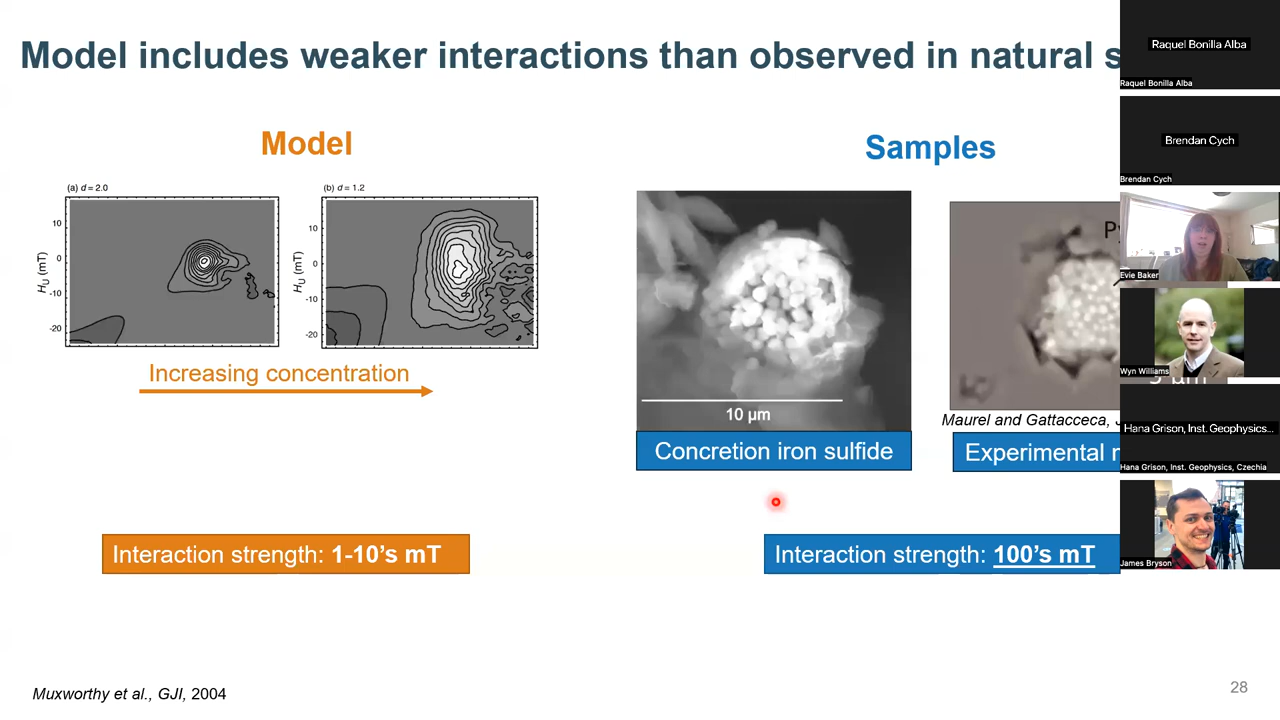 Model includes weaker interactions than observed in natural s
Model
Samples
(a) d = 2.0
(b) d = 1.2
10
0
-10
-20
HU (mT)
10
0
-10
-20
HU (mT)
Increasing concentration
10 μm
Concretion iron sulfide
Py
Maurel and Gattacceca, J
Experimental
Interaction strength: 1-10's mT
Interaction strength: 100's mT
Muxworthy et al., GJI, 2004
28
Raquel Bonilla Alba
Raquel Bonilla Alba
Brendan Cych
Brendan Cych
Evie Baker
Wyn Williams
Hana Grison, Inst. Geophysics...
Hana Grison, Inst. Geophysics, Czechia
James Bryson